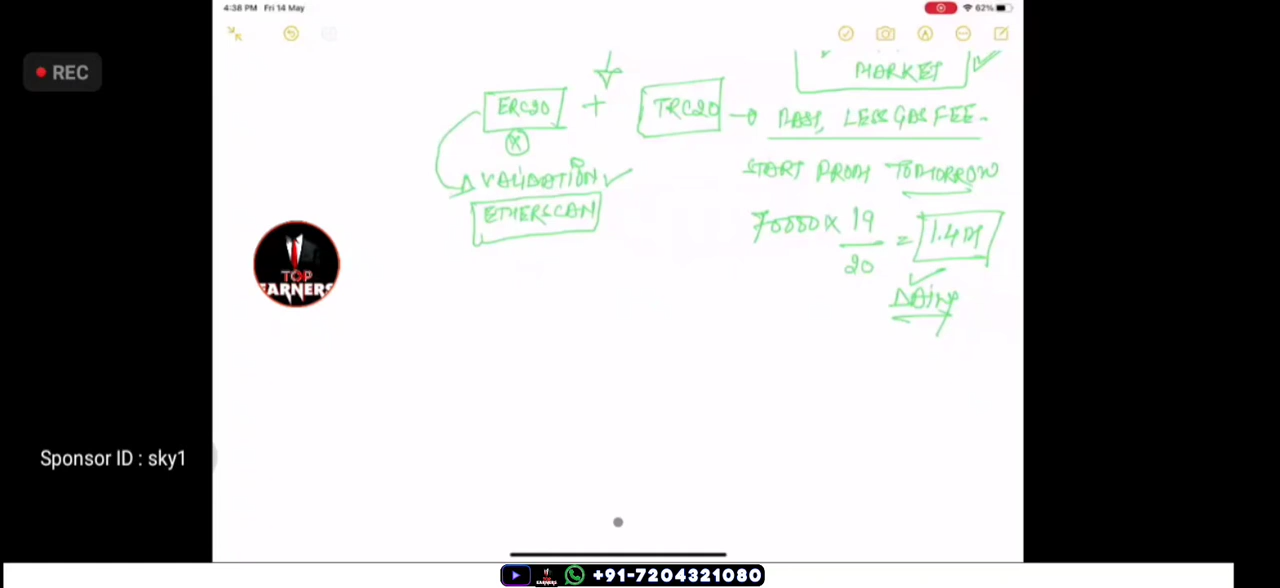 4:38 PM Fri 14 May
62%
REC
MARKET
ERC20 + TRC20 → FAST, LESS GAS FEE.
VALIDATION
ETHERSCAN
START FROM TOMORROW
70000 × 19/20 = 1.4M
DAILY
TOP
EARNERS
Sponsor ID : sky1
+91-7204321080